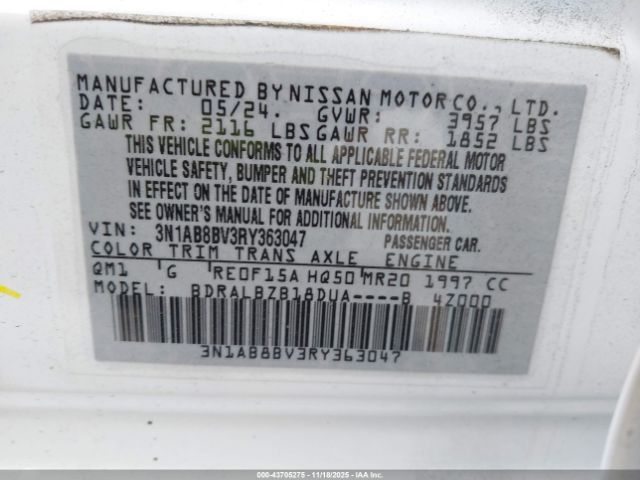 MANUFACTURED BY NISSAN MOTOR CO., LTD.
DATE: 05/24. GVWR: 3957 LBS
GAWR FR: 2116 LBS GAWR RR: 1852 LBS
THIS VEHICLE CONFORMS TO ALL APPLICABLE FEDERAL MOTOR
VEHICLE SAFETY, BUMPER AND THEFT PREVENTION STANDARDS
IN EFFECT ON THE DATE OF MANUFACTURE SHOWN ABOVE.
SEE OWNER'S MANUAL FOR ADDITIONAL INFORMATION.
VIN: 3N1AB8BV3RY363047 PASSENGER CAR.
COLOR TRIM TRANS AXLE ENGINE
QM1 G RE0F15A HQ50 MR20 1997 CC
MODEL: BDRALBZB18DUA----B 4Z000
3N1AB8BV3RY363047
000-43705275 - 11/18/2025 - IAAI.COM